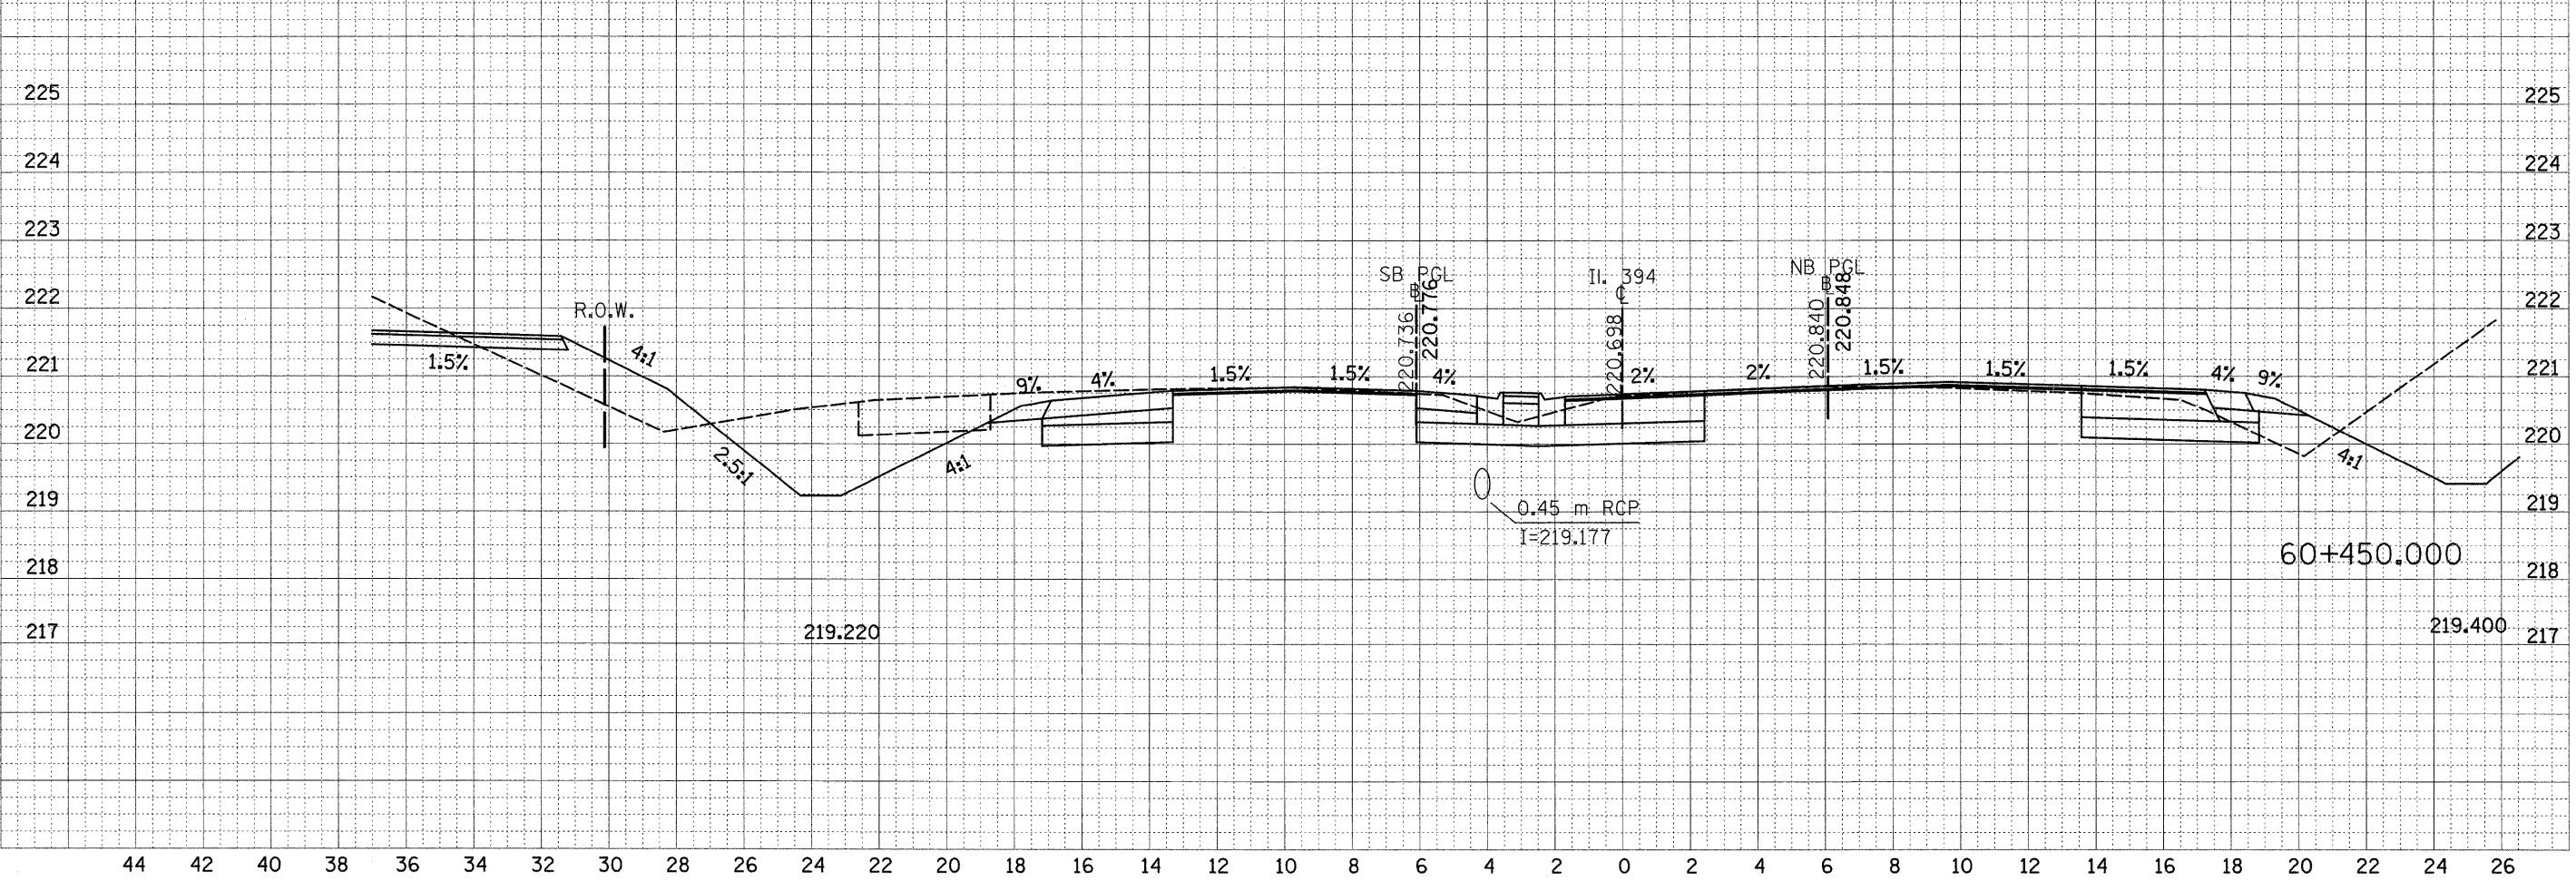 225 225
224 224
223 223
SB PGL Il. 394 NB PGL
B C B
222 222
R.O.W. 220.736 220.776 220.698 220.840 220.848
4:1
1.5%
221 9% 4% 1.5% 1.5% 4% 2% 2% 1.5% 1.5% 1.5% 4% 9% 221
220 220
2.5:1 4:1 4:1
219 0.45 m RCP 219
I=219.177
60+450.000
218 218
217 219.220 219.400 217
44 42 40 38 36 34 32 30 28 26 24 22 20 18 16 14 12 10 8 6 4 2 0 2 4 6 8 10 12 14 16 18 20 22 24 26